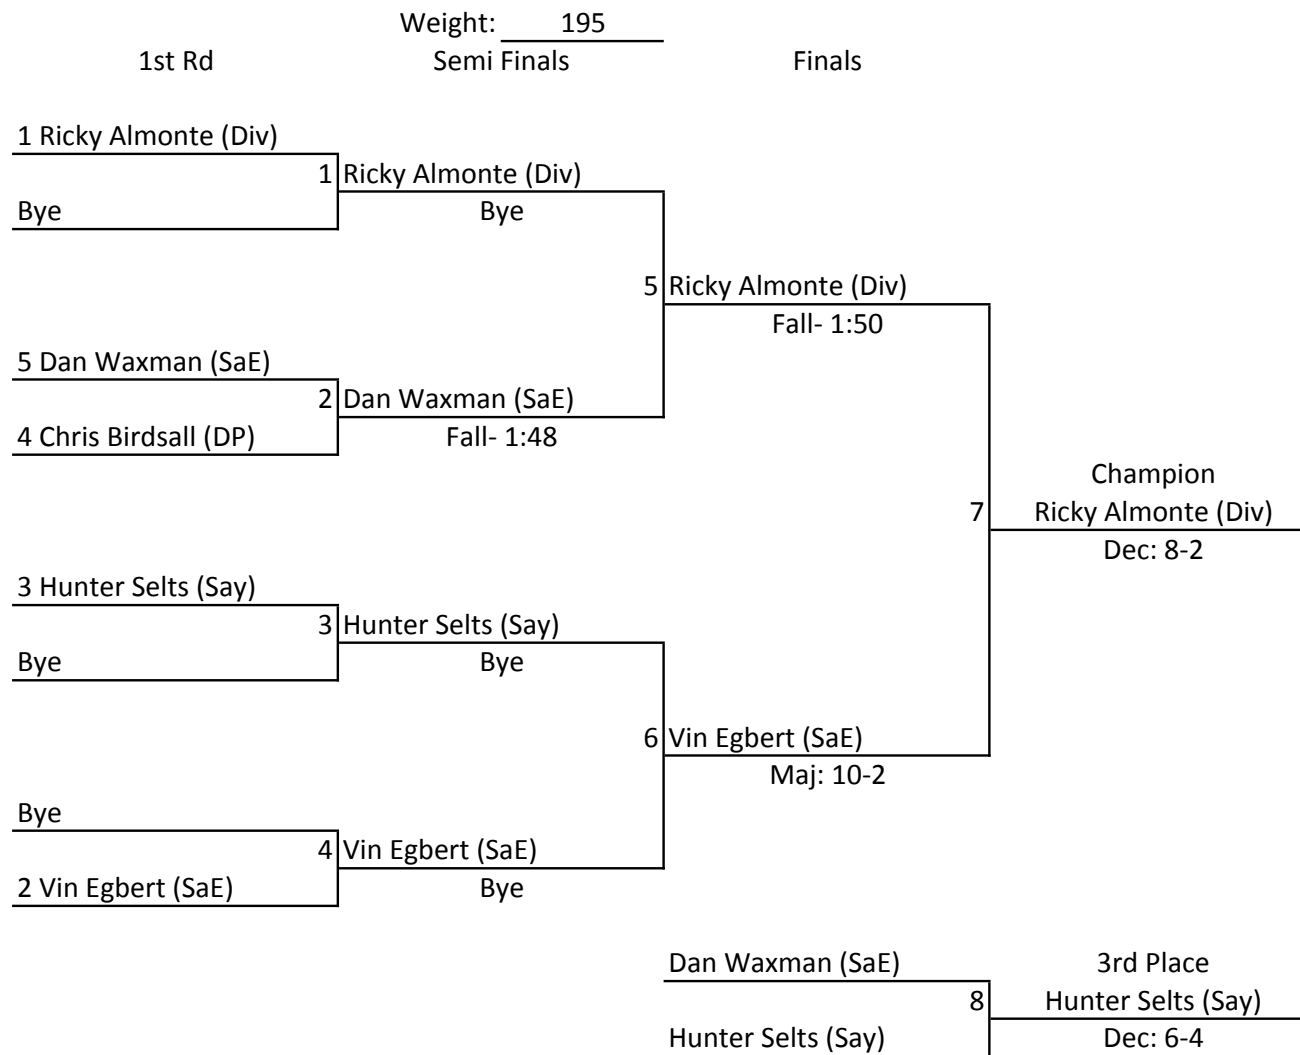 Weight: 195
1st Rd Semi Finals Finals
1 Ricky Almonte (Div)
1 Ricky Almonte (Div)
Bye Bye
5 Ricky Almonte (Div)
Fall- 1:50
5 Dan Waxman (SaE)
2 Dan Waxman (SaE)
4 Chris Birdsall (DP) Fall- 1:48
Champion
7 Ricky Almonte (Div)
Dec: 8-2
3 Hunter Selts (Say)
3 Hunter Selts (Say)
Bye Bye
6 Vin Egbert (SaE)
Maj: 10-2
Bye
4 Vin Egbert (SaE)
2 Vin Egbert (SaE) Bye
Dan Waxman (SaE) 3rd Place
8 Hunter Selts (Say)
Hunter Selts (Say) Dec: 6-4